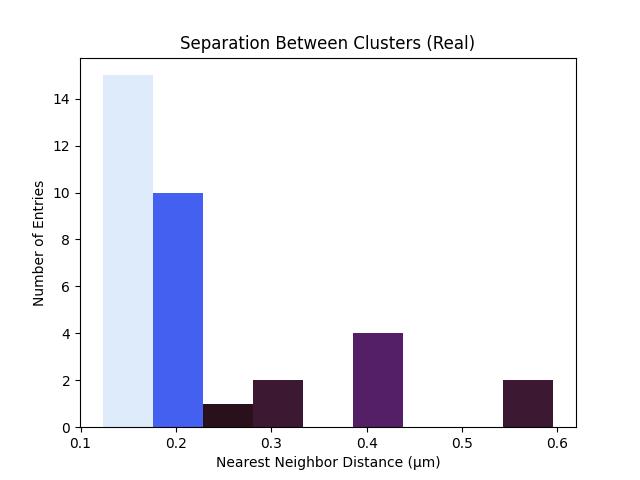 Separation Between Clusters (Real)
14
12
10
8
6
4
2
0
Number of Entries
0.1 0.2 0.3 0.4 0.5 0.6
Nearest Neighbor Distance (μm)